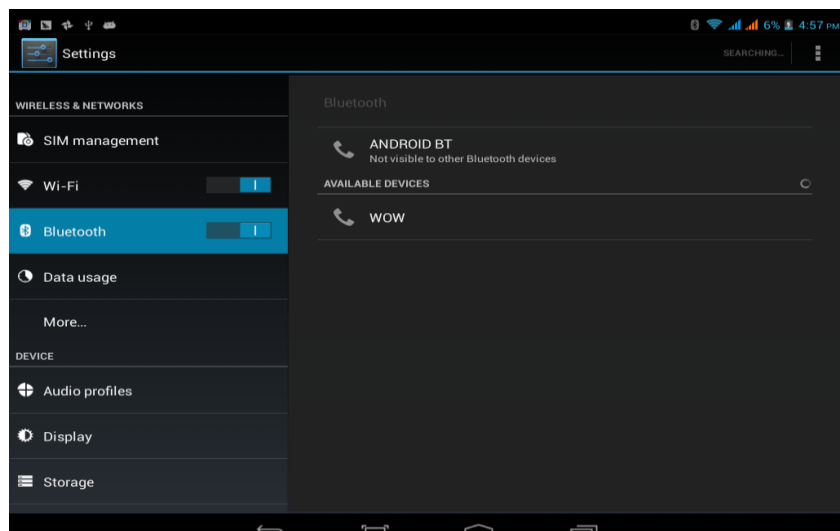 6% 4:57 PM
Settings
SEARCHING...
WIRELESS & NETWORKS
SIM management
Wi-Fi
Bluetooth
Data usage
More...
DEVICE
Audio profiles
Display
Storage
Bluetooth
ANDROID BT
Not visible to other Bluetooth devices
AVAILABLE DEVICES
WOW